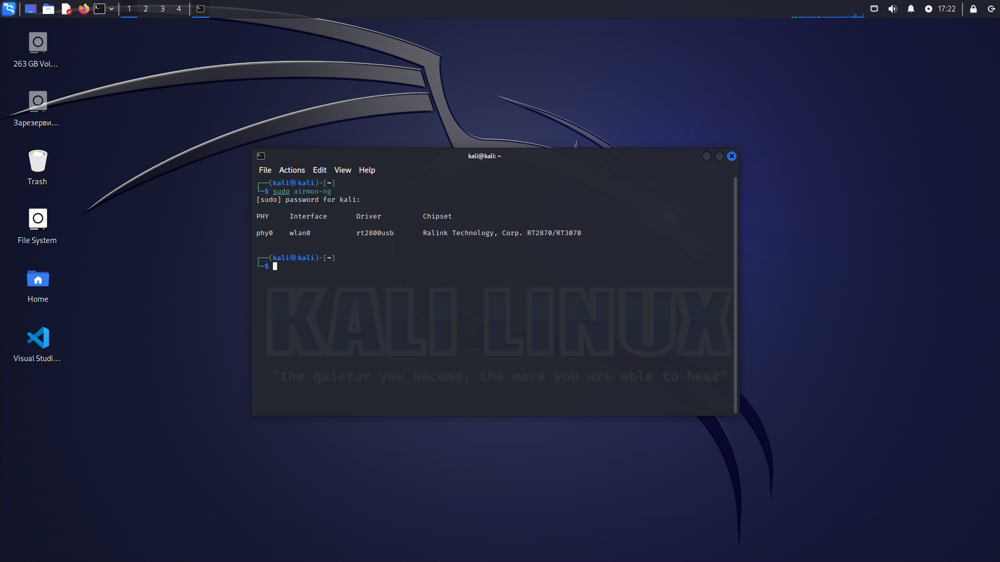 1 2 3 4
17:22
263 GB Vol...
Зарезерви...
Trash
File System
Home
Visual Studi...
kali@kali: ~
File Actions Edit View Help
┌──(kali㉿kali)-[~]
└─$ sudo airmon-ng
[sudo] password for kali:
PHY Interface Driver Chipset
phy0 wlan0 rt2800usb Ralink Technology, Corp. RT2870/RT3070
┌──(kali㉿kali)-[~]
└─$
KALI LINUX
"the quieter you become, the more you are able to hear"